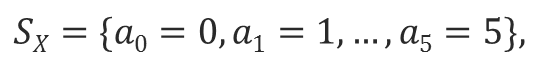 S_X = {a_0 = 0, a_1 = 1, …, a_5 = 5},